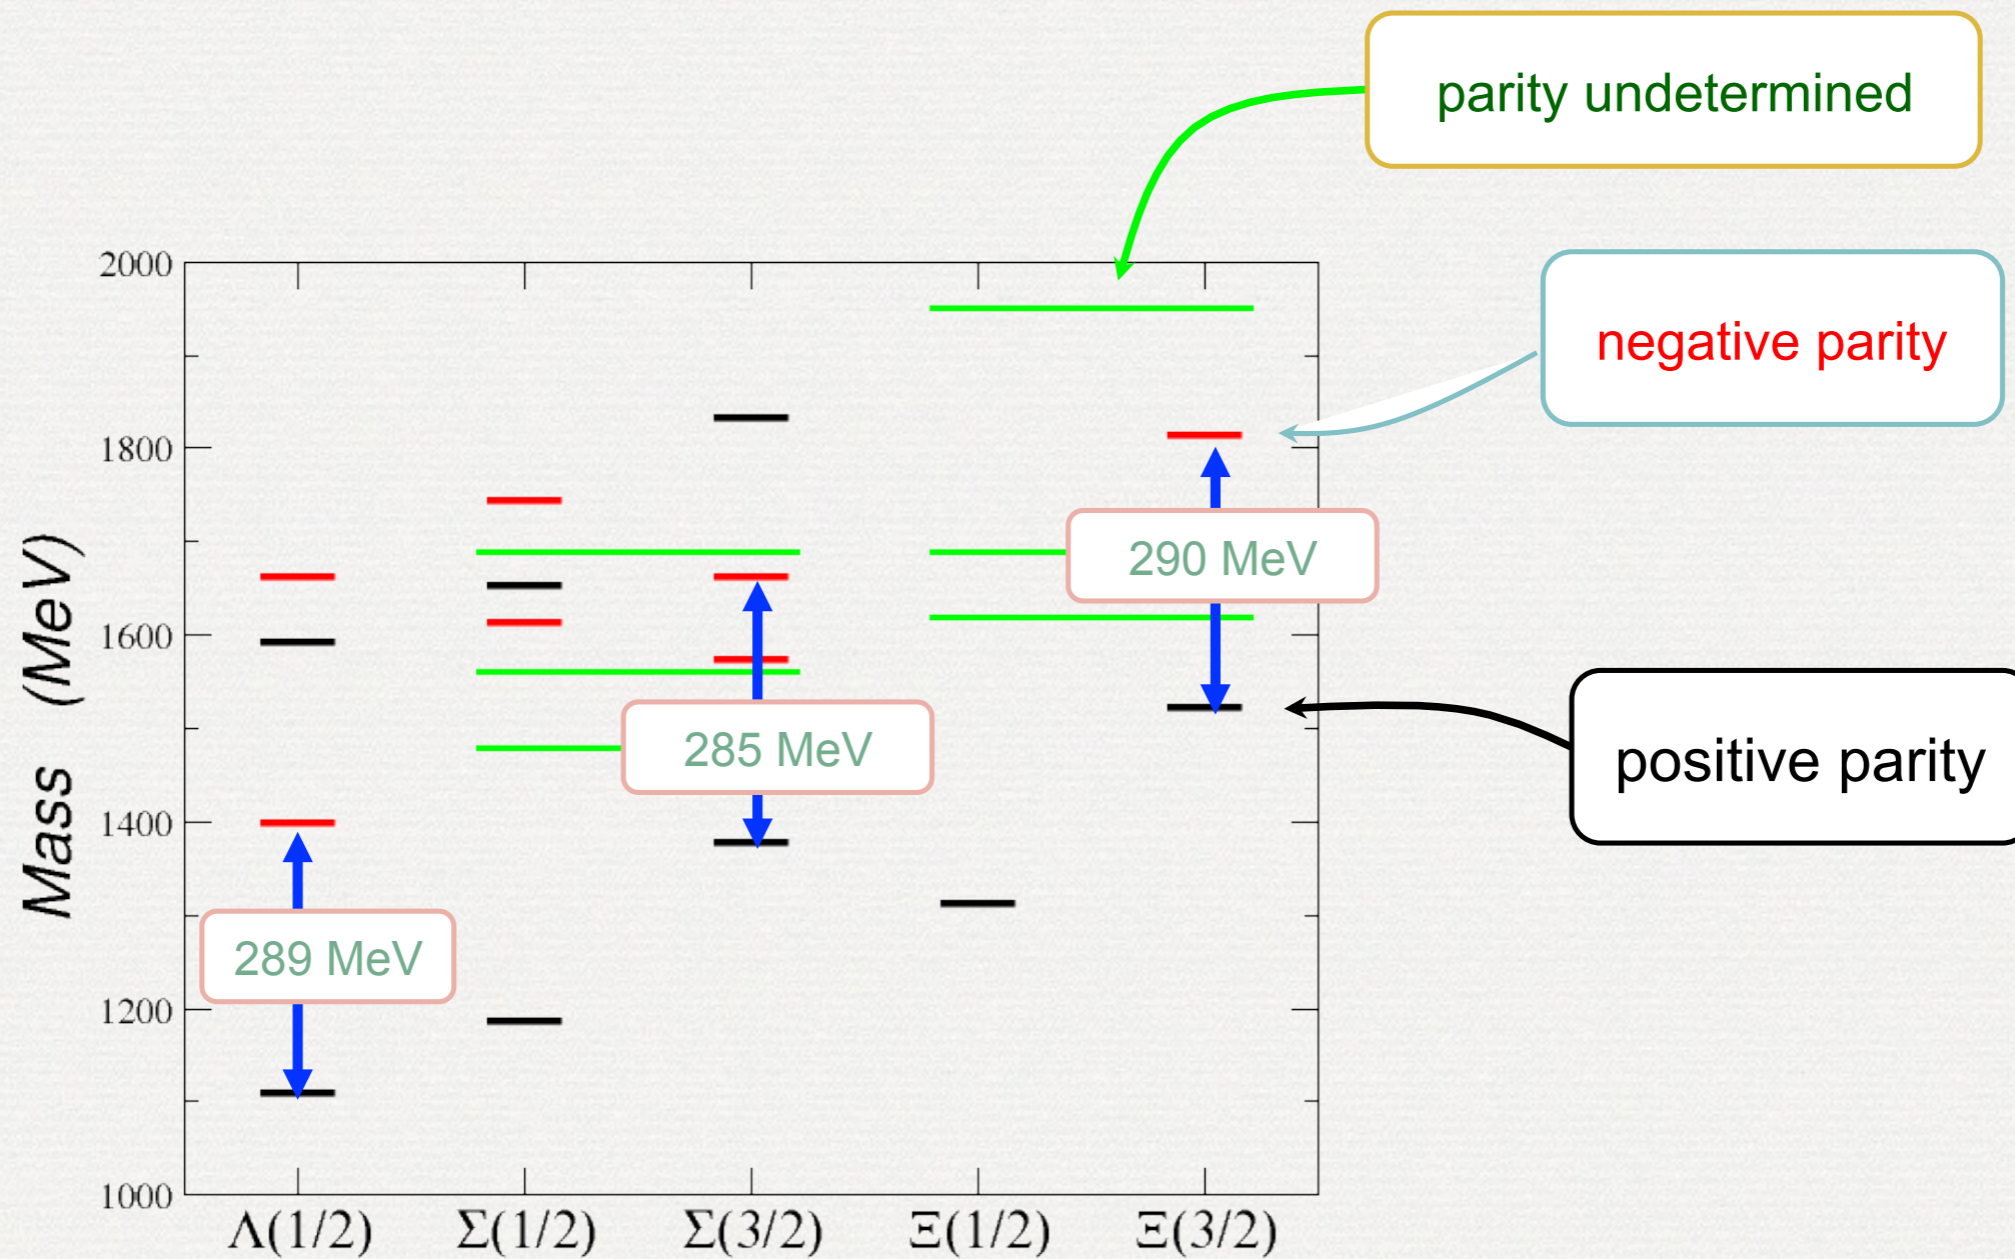 parity undetermined
negative parity
positive parity
Mass (MeV)
2000
1800
1600
1400
1200
1000
290 MeV
285 MeV
289 MeV
Λ(1/2) Σ(1/2) Σ(3/2) Ξ(1/2) Ξ(3/2)